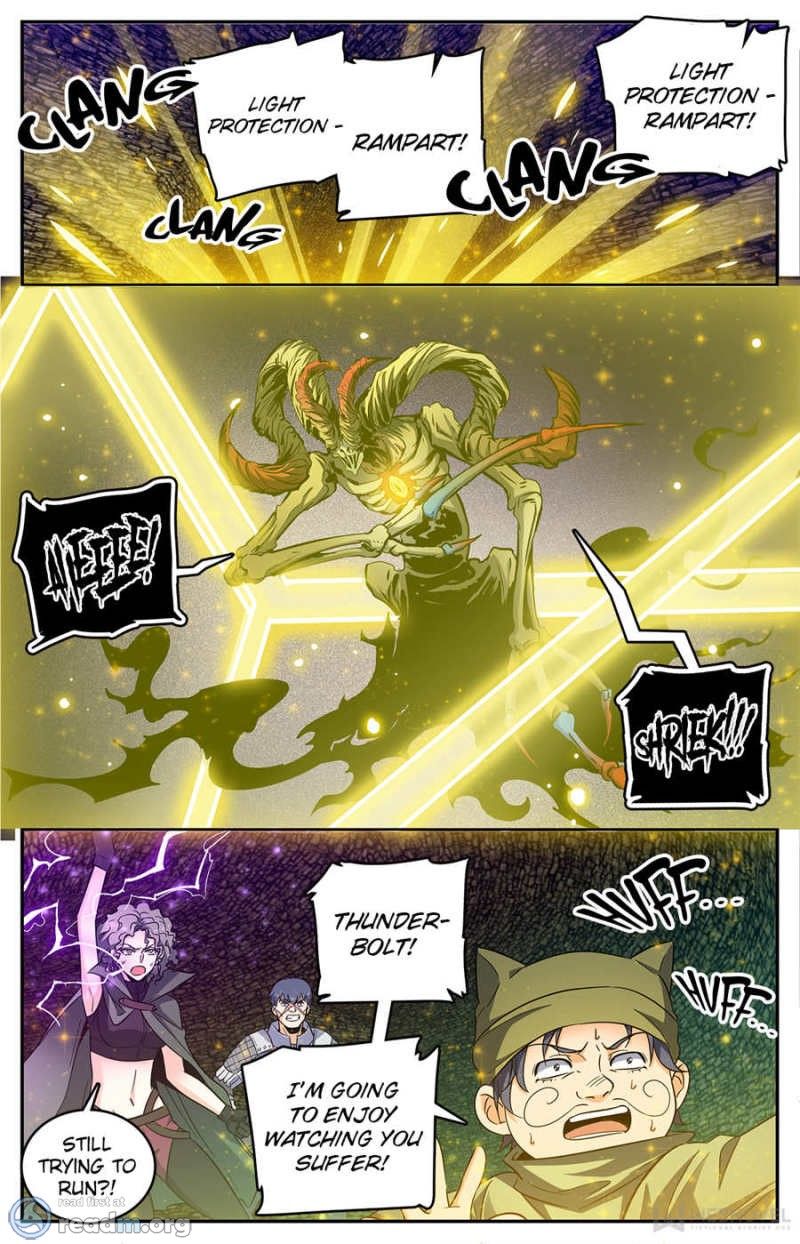 CLANG
LIGHT
PROTECTION -
RAMPART!
LIGHT
PROTECTION -
RAMPART!
CLANG
CLANG
AIEEEE!
SHRIEK!!!
THUNDER-
BOLT!
HUFF...
HUFF...
I'M GOING
TO ENJOY
WATCHING YOU
SUFFER!
STILL
TRYING TO
RUN?!
read first at
readm.org